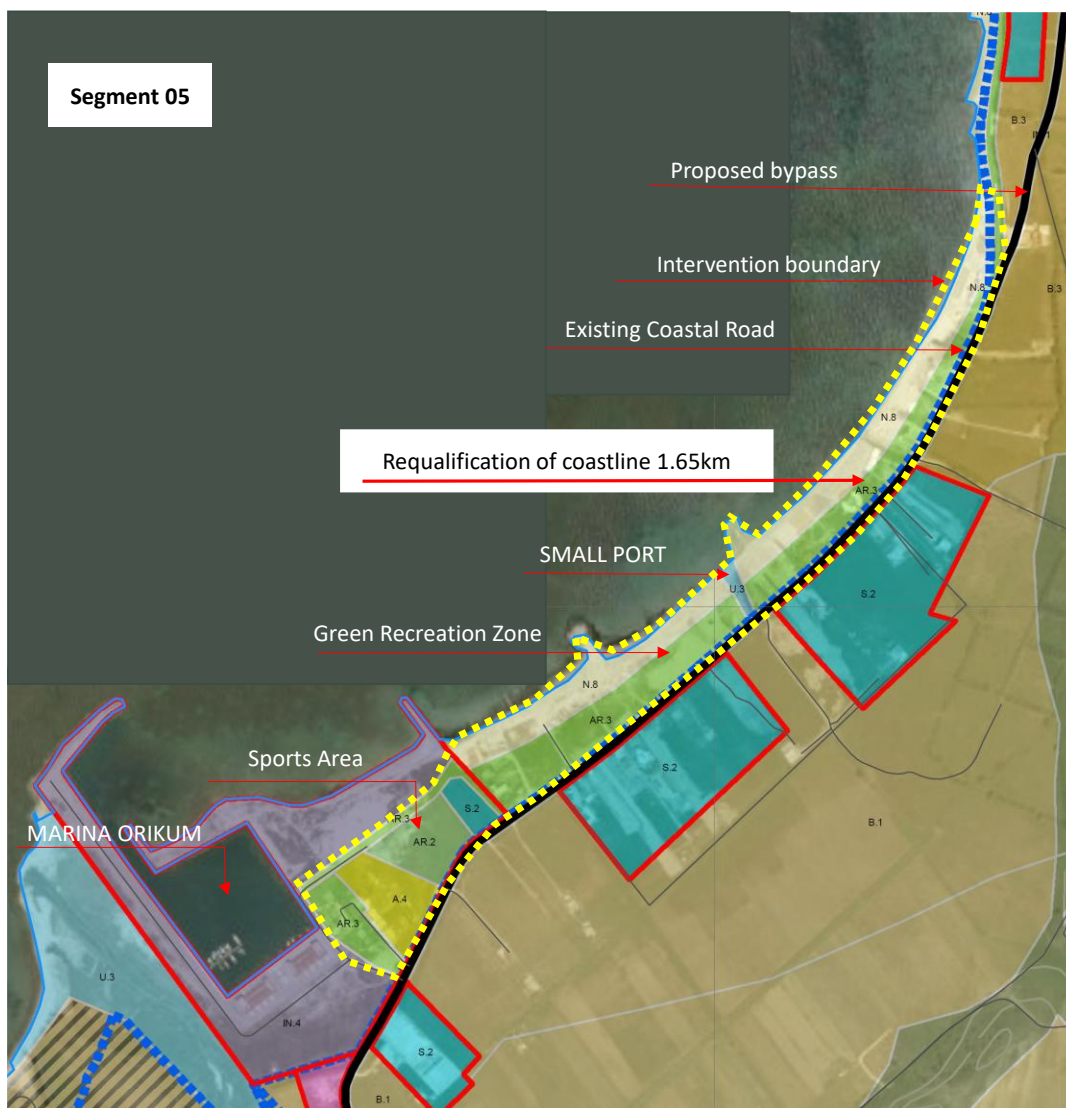 Segment 05
B.3
Proposed bypass
Intervention boundary
N.8
B.3
Existing Coastal Road
N.8
Requalification of coastline 1.65km
AR.3
SMALL PORT
U.3
S.2
Green Recreation Zone
N.8
AR.3
Sports Area
S.2
S.2
AR.2
MARINA ORIKUM
B.1
A.4
AR.3
U.3
IN.4
S.2
B.1